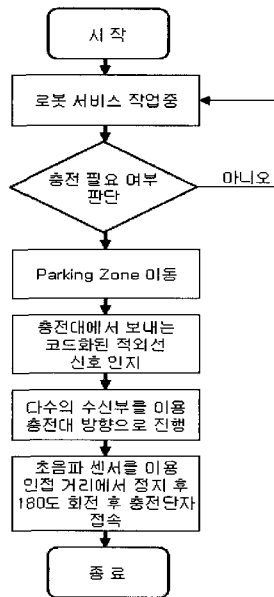 시 작
로봇 서비스 작업중
충전 필요 여부
판단
아니오
Parking Zone 이동
충전대에서 보내는
코드화된 적외선
신호 인지
다수의 수신부를 이용
충전대 방향으로 진행
초음파 센서를 이용
인접 거리에서 정지 후
180도 회전 후 충전단자
접속
종 료